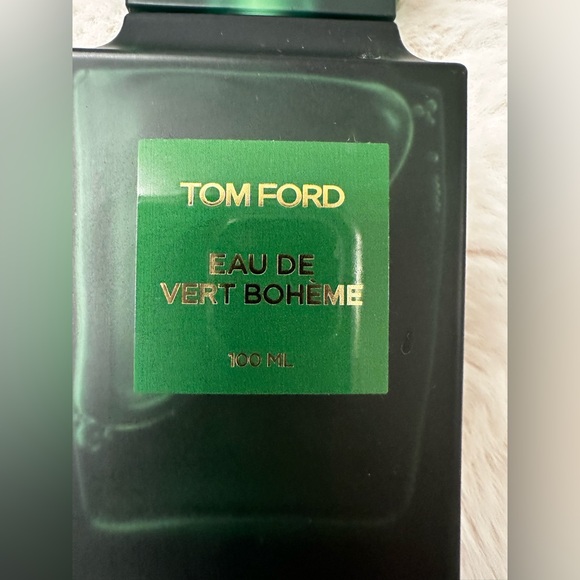 TOM FORD
EAU DE
VERT BOHÈME
100 ML